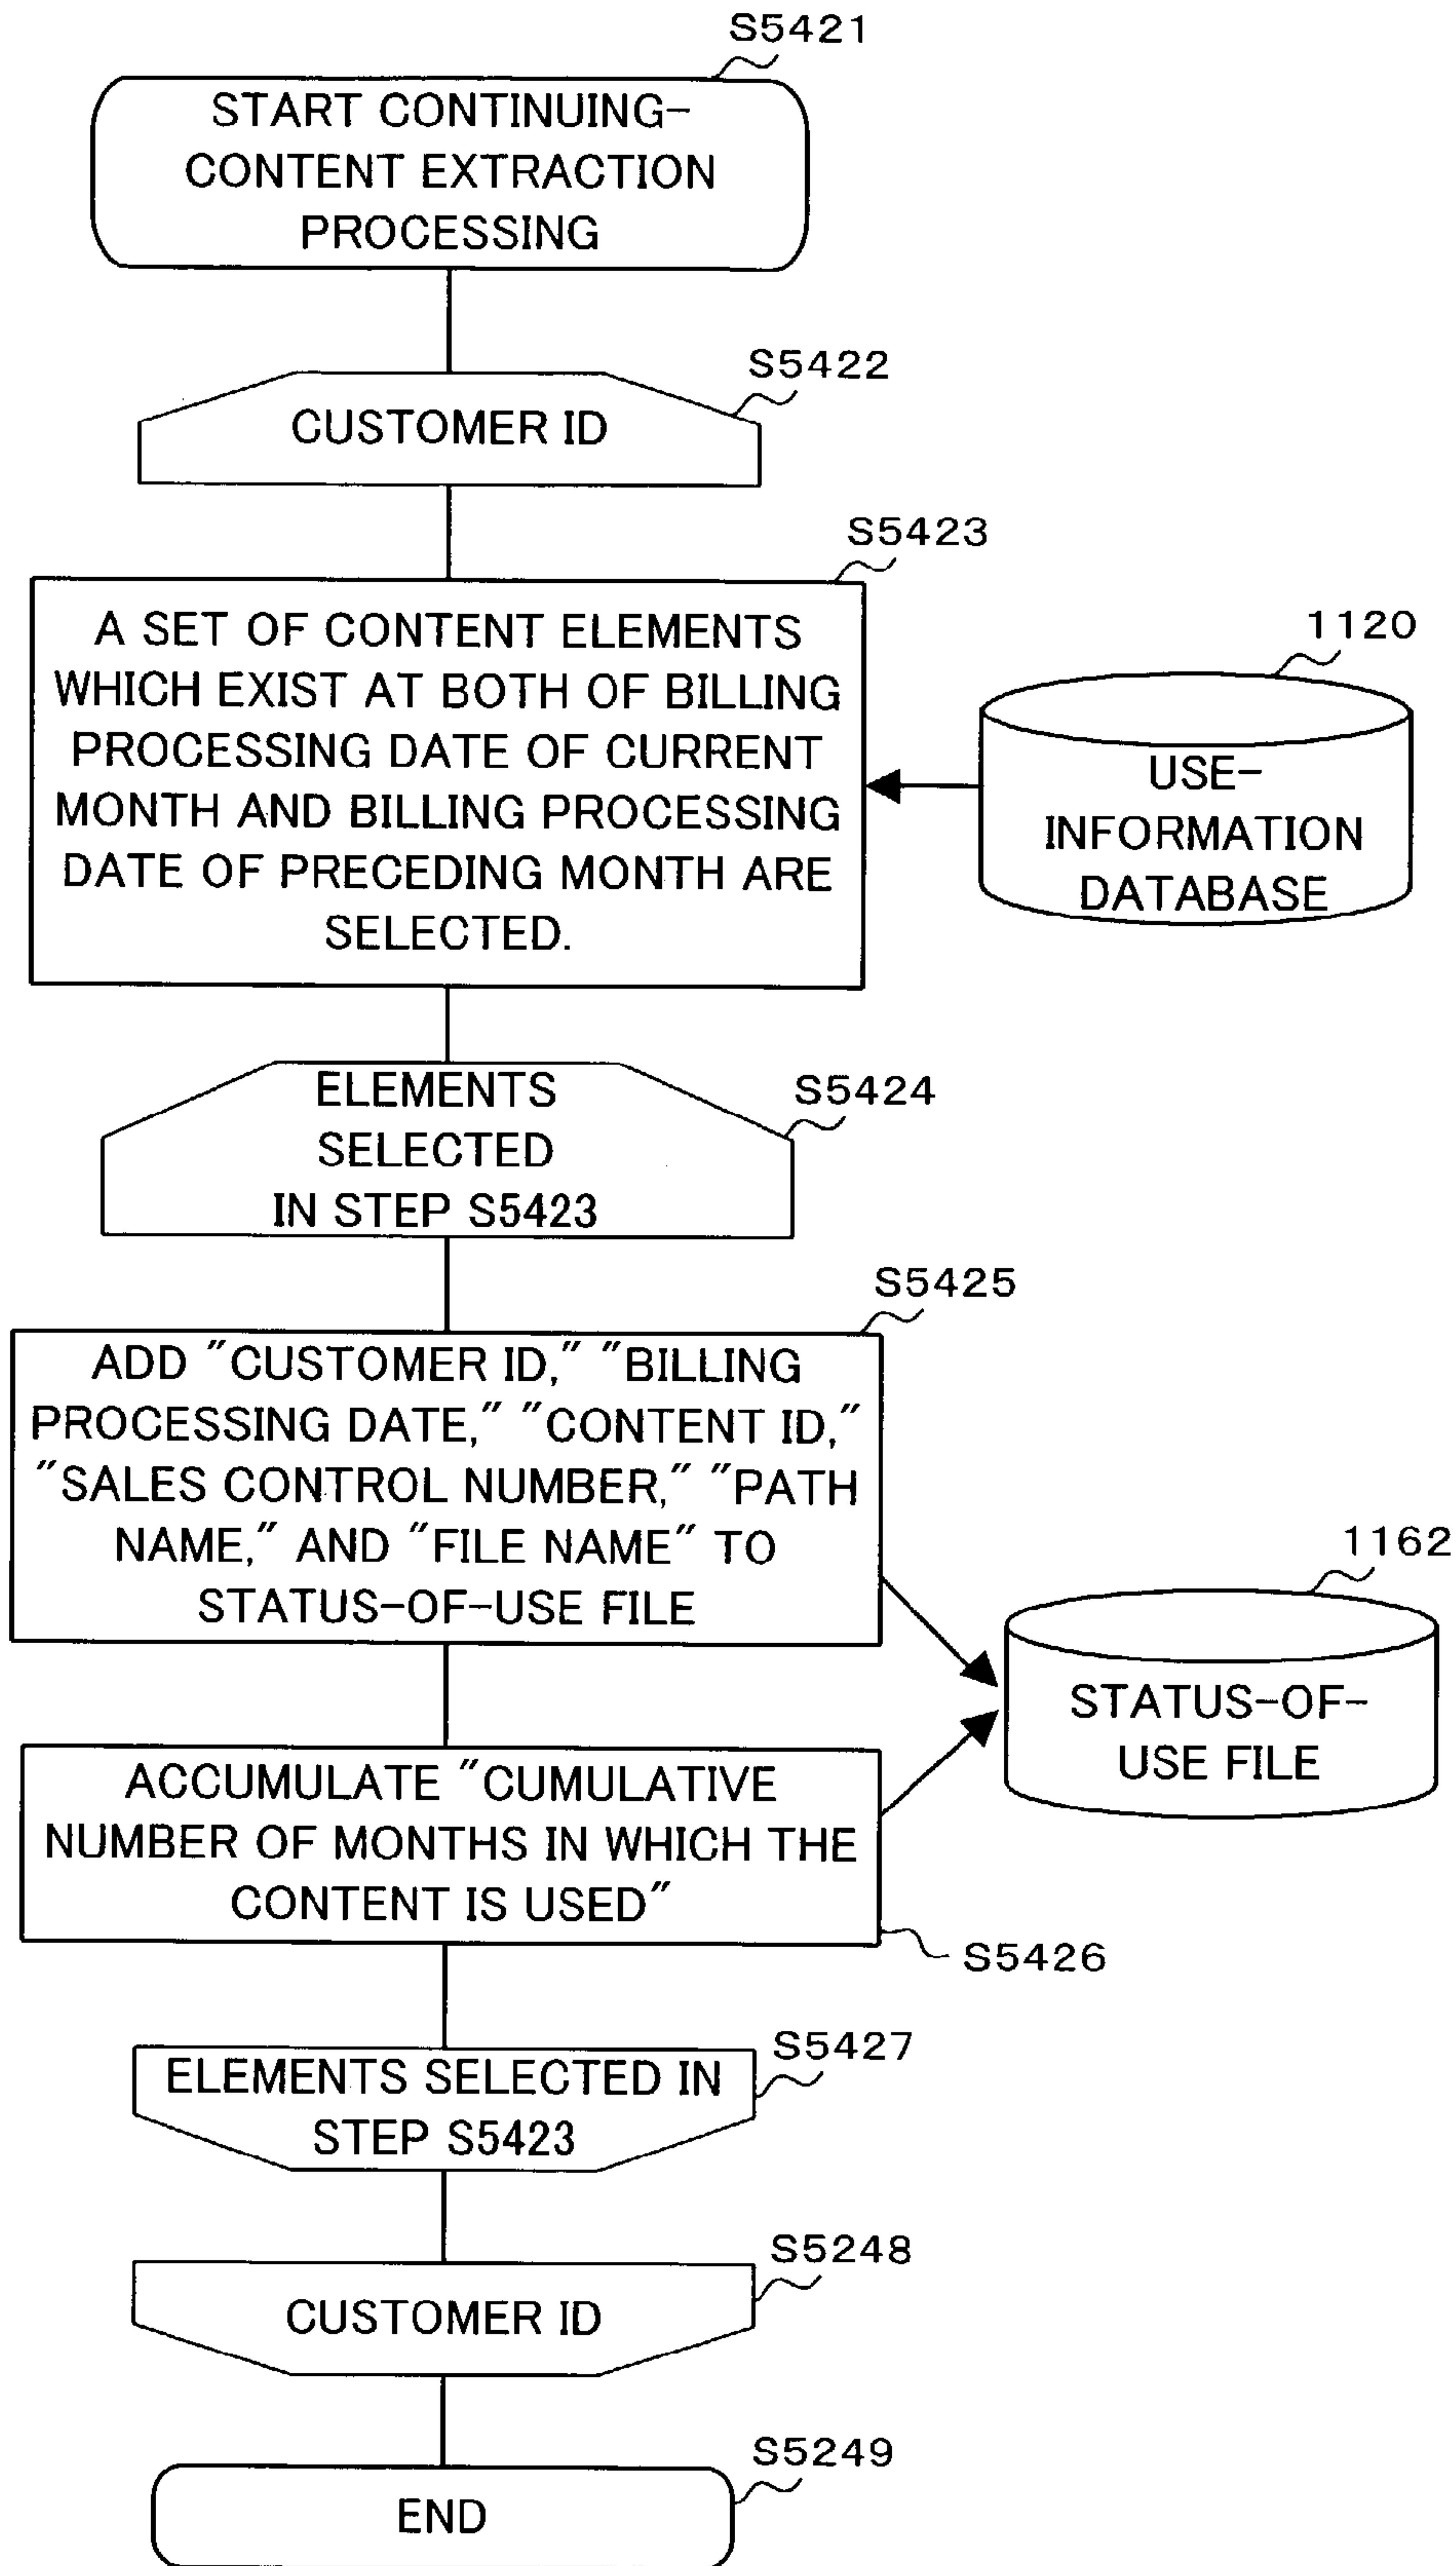 S5421
START CONTINUING-
CONTENT EXTRACTION
PROCESSING
S5422
CUSTOMER ID
S5423
A SET OF CONTENT ELEMENTS
WHICH EXIST AT BOTH OF BILLING
PROCESSING DATE OF CURRENT
MONTH AND BILLING PROCESSING
DATE OF PRECEDING MONTH ARE
SELECTED.
1120
USE-
INFORMATION
DATABASE
S5424
ELEMENTS
SELECTED
IN STEP S5423
S5425
ADD "CUSTOMER ID," "BILLING
PROCESSING DATE," "CONTENT ID,"
"SALES CONTROL NUMBER," "PATH
NAME," AND "FILE NAME" TO
STATUS-OF-USE FILE
1162
STATUS-OF-
USE FILE
ACCUMULATE "CUMULATIVE
NUMBER OF MONTHS IN WHICH THE
CONTENT IS USED"
S5426
S5427
ELEMENTS SELECTED IN
STEP S5423
S5248
CUSTOMER ID
S5249
END